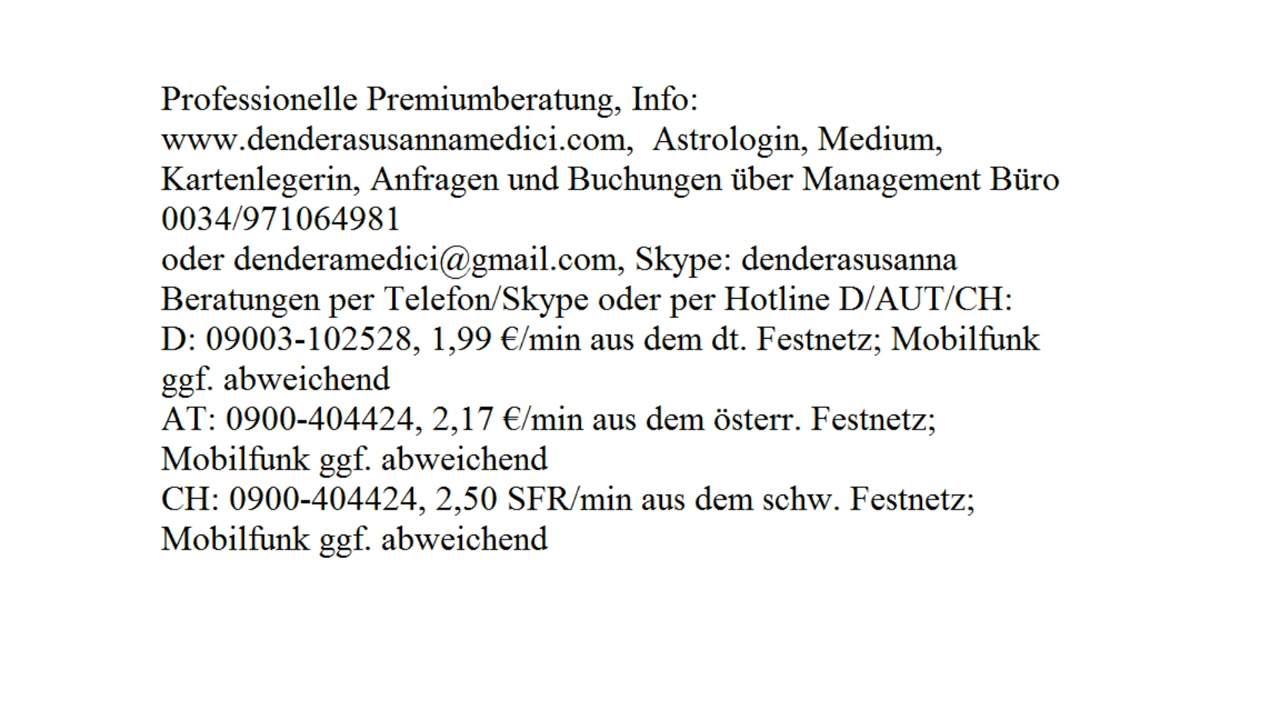 Professionelle Premiumberatung, Info:
www.denderasusannamedici.com,  Astrologin, Medium,
Kartenlegerin, Anfragen und Buchungen über Management Büro
0034/971064981
oder denderamedici@gmail.com, Skype: denderasusanna
Beratungen per Telefon/Skype oder per Hotline D/AUT/CH:
D: 09003-102528, 1,99 €/min aus dem dt. Festnetz; Mobilfunk
ggf. abweichend
AT: 0900-404424, 2,17 €/min aus dem österr. Festnetz;
Mobilfunk ggf. abweichend
CH: 0900-404424, 2,50 SFR/min aus dem schw. Festnetz;
Mobilfunk ggf. abweichend